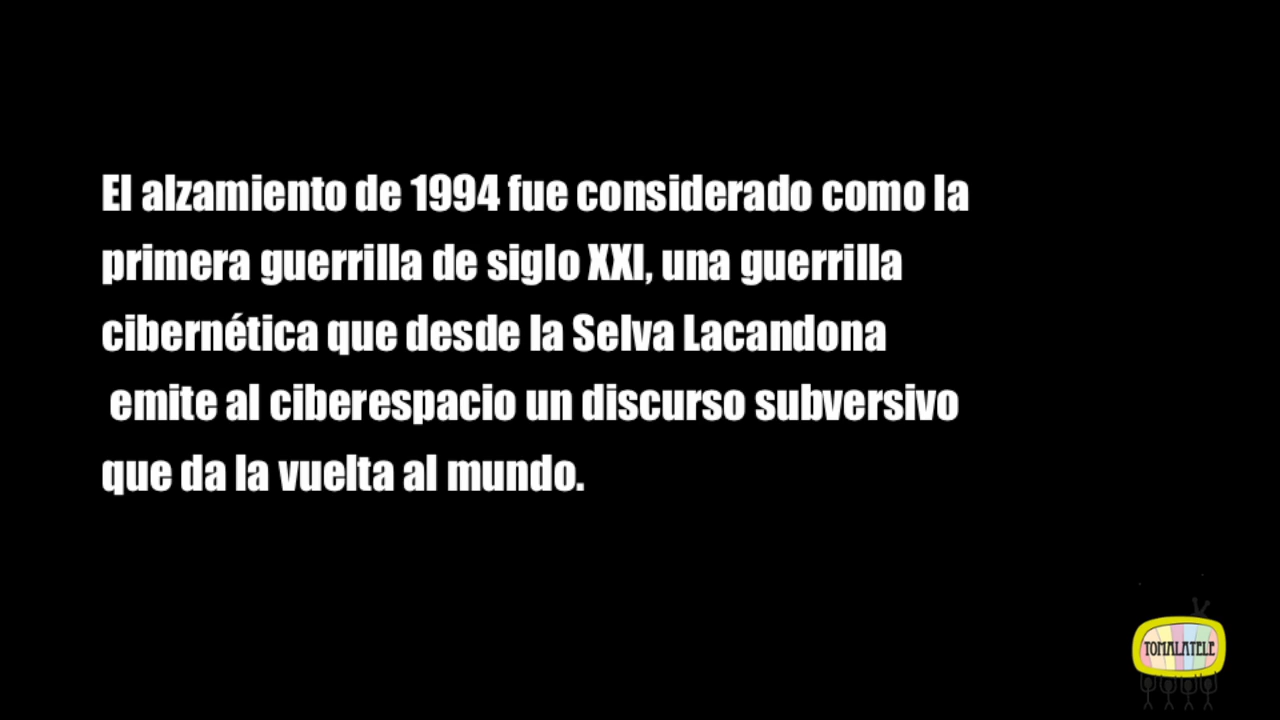 El alzamiento de 1994 fue considerado como la
primera guerrilla de siglo XXI, una guerrilla
cibernética que desde la Selva Lacandona
emite al ciberespacio un discurso subversivo
que da la vuelta al mundo.
TOMALATELE